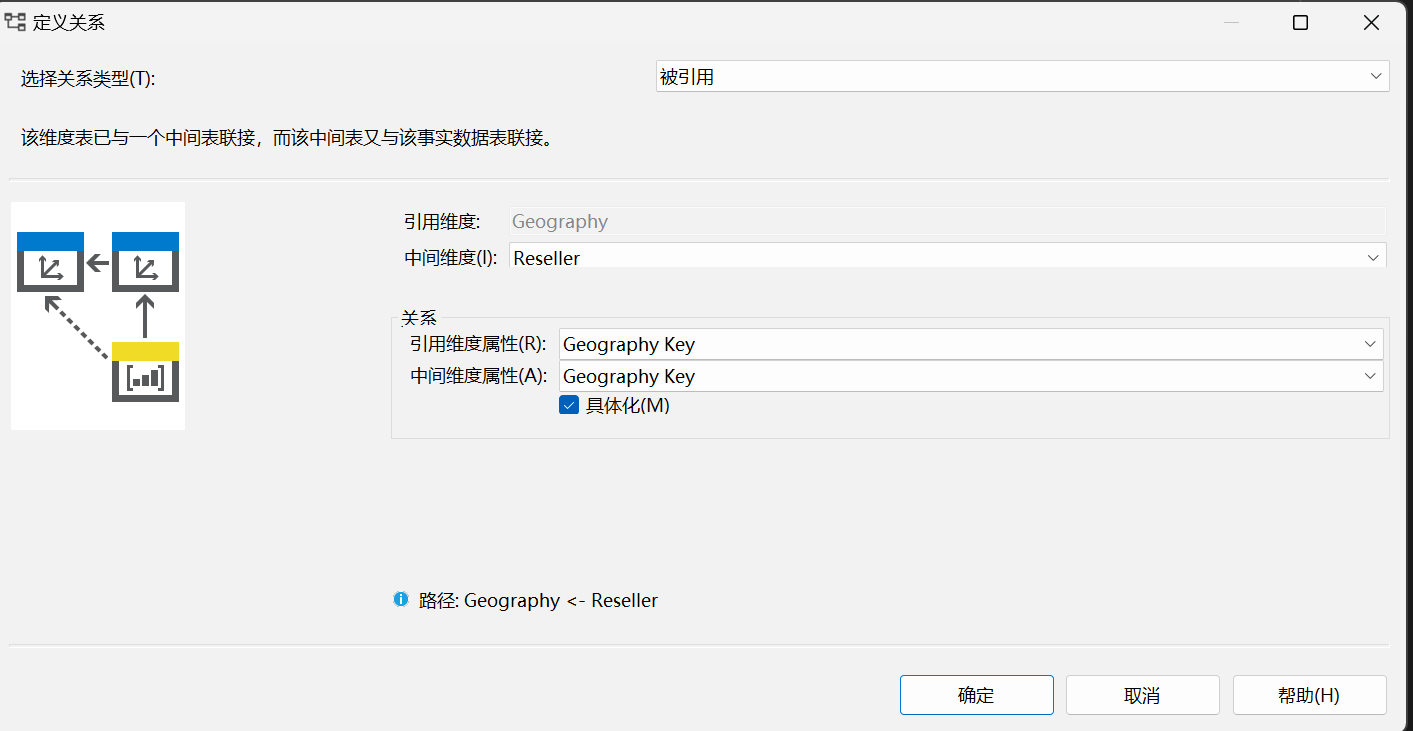 定义关系
选择关系类型(T): 被引用
该维度表已与一个中间表联接，而该中间表又与该事实数据表联接。
引用维度: Geography
中间维度(I): Reseller
关系
引用维度属性(R): Geography Key
中间维度属性(A): Geography Key
具体化(M)
路径: Geography <- Reseller
确定 取消 帮助(H)